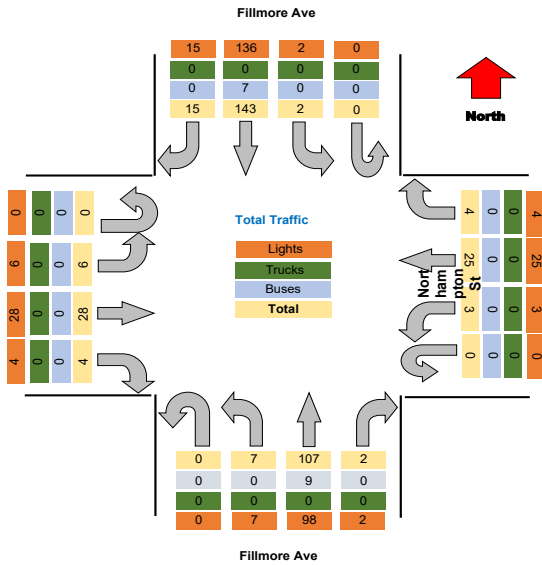 Fillmore Ave
15 136 2 0
0 0 0 0
0 7 0 0
15 143 2 0
North
0 0 0 0
6 0 0 6
28 0 0 28
4 0 0 4
Total Traffic
Lights
Trucks
Buses
Total
4 0 0 4
25 0 0 25
3 0 0 3
0 0 0 0
Nort
ham
pton
St
0 7 107 2
0 0 9 0
0 0 0 0
0 7 98 2
Fillmore Ave